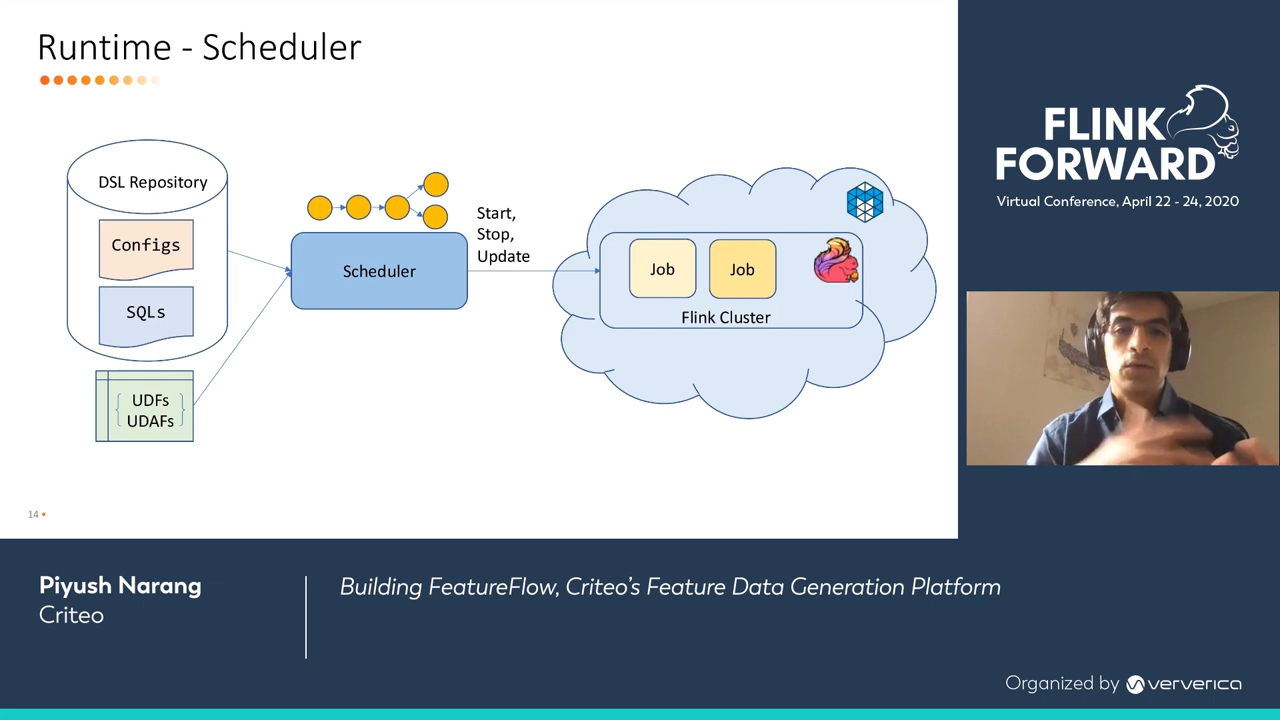 Runtime - Scheduler
DSL Repository
Configs
SQLs
UDFs
UDAFs
Scheduler
Start,
Stop,
Update
Job
Job
Flink Cluster
14
FLINK
FORWARD
Virtual Conference, April 22 - 24, 2020
Piyush Narang
Criteo
Building FeatureFlow, Criteo's Feature Data Generation Platform
Organized by ververica